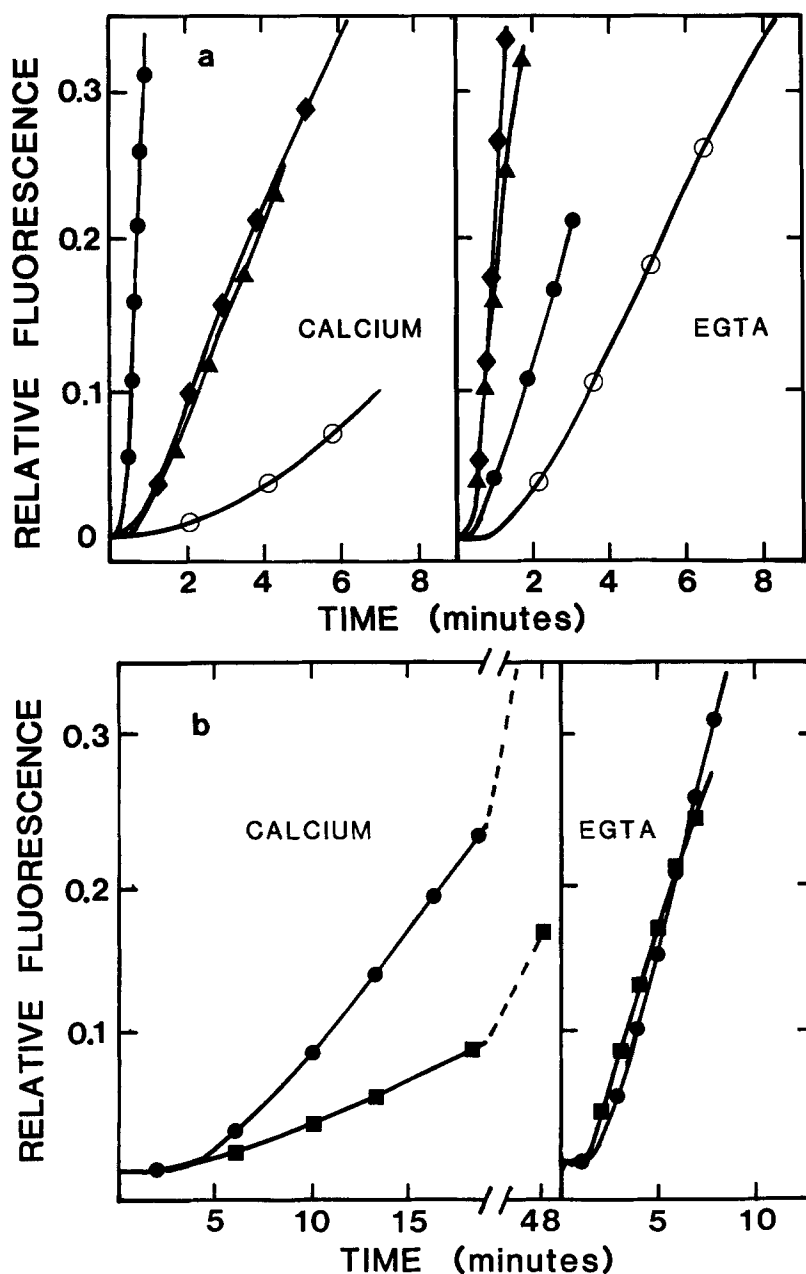 a
0.3
0.2
0.1
0
RELATIVE FLUORESCENCE
CALCIUM
EGTA
2 4 6 8 2 4 6 8
TIME (minutes)
b
0.3
0.2
0.1
RELATIVE FLUORESCENCE
CALCIUM
EGTA
5 10 15 48 5 10
TIME (minutes)